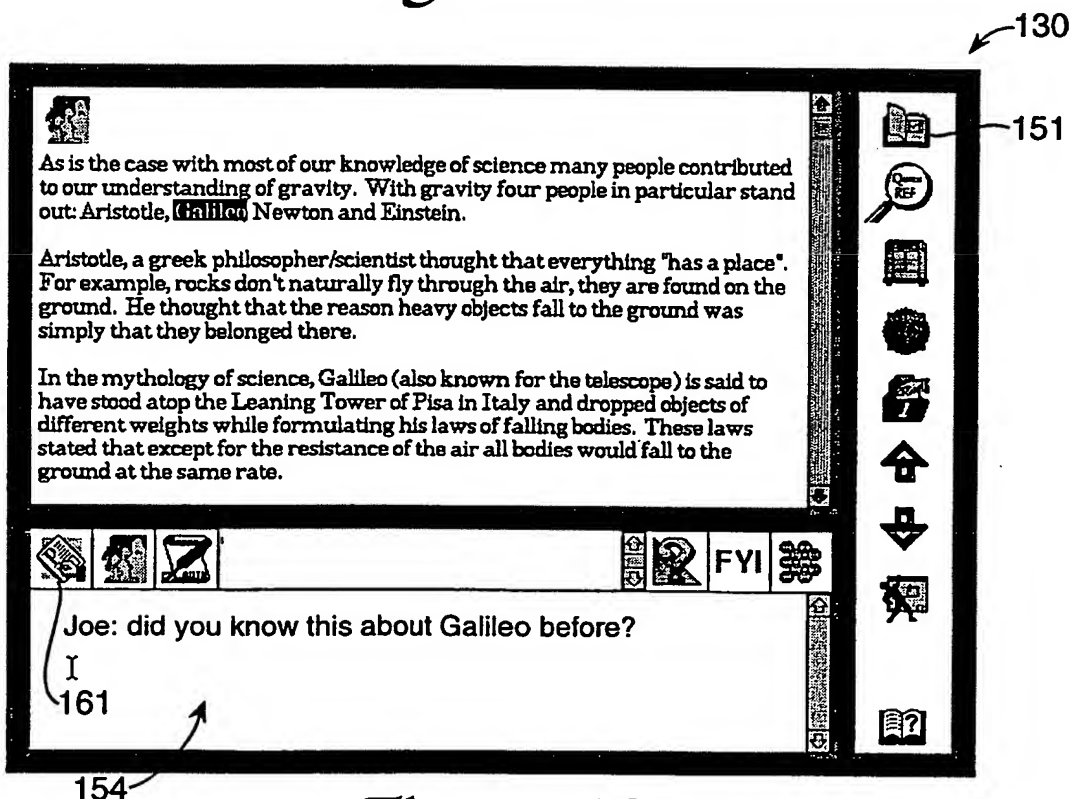 130
151
As is the case with most of our knowledge of science many people contributed
to our understanding of gravity. With gravity four people in particular stand
out: Aristotle, Galileo Newton and Einstein.
REF
Aristotle, a greek philosopher/scientist thought that everything "has a place".
For example, rocks don't naturally fly through the air, they are found on the
ground. He thought that the reason heavy objects fall to the ground was
simply that they belonged there.
In the mythology of science, Galileo (also known for the telescope) is said to
have stood atop the Leaning Tower of Pisa in Italy and dropped objects of
different weights while formulating his laws of falling bodies. These laws
stated that except for the resistance of the air all bodies would fall to the
ground at the same rate.
1
? FYI
Joe: did you know this about Galileo before?
161
?
154